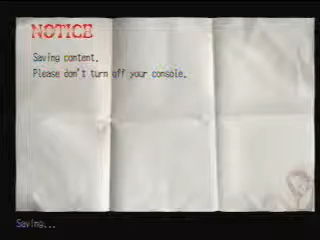 NOTICE
Saving content.
Please don't turn off your console.
Saving...